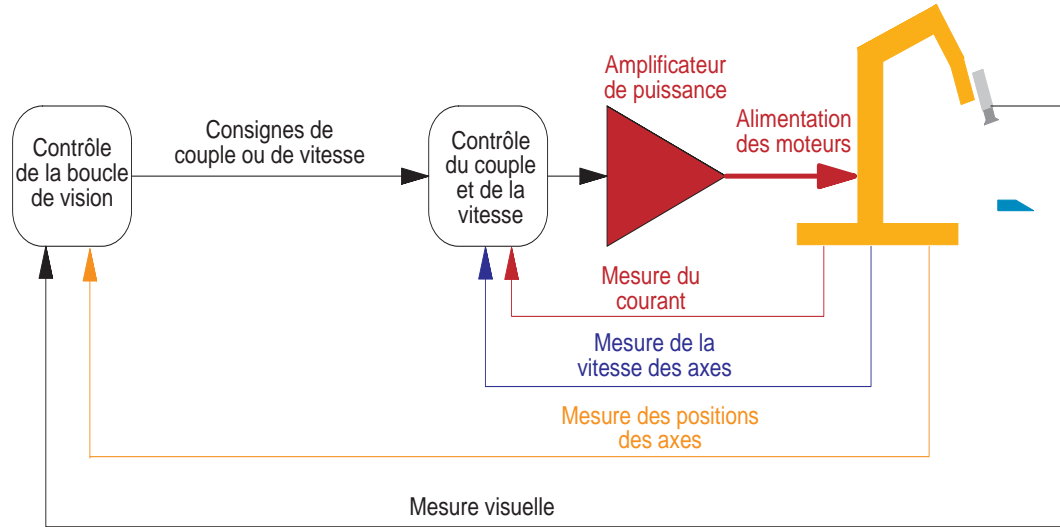 Contrôle
de la boucle
de vision
Consignes de
couple ou de vitesse
Contrôle
du couple
et de la
vitesse
Amplificateur
de puissance
Alimentation
des moteurs
Mesure du
courant
Mesure de la
vitesse des axes
Mesure des positions
des axes
Mesure visuelle